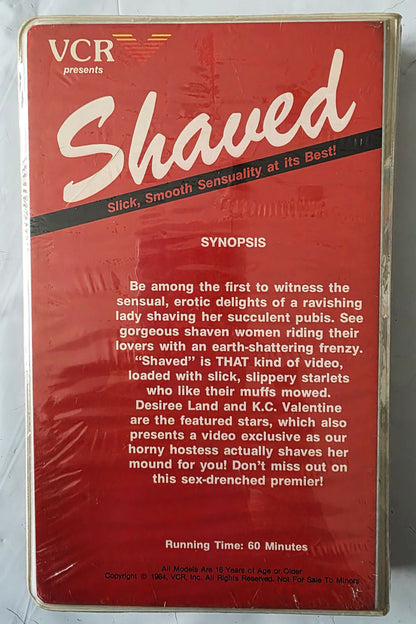 VCR
presents
Shaved
Slick, Smooth Sensuality at its Best!
SYNOPSIS
Be among the first to witness the
sensual, erotic delights of a ravishing
lady shaving her succulent pubis. See
gorgeous shaven women riding their
lovers with an earth-shattering frenzy.
“Shaved” is THAT kind of video,
loaded with slick, slippery starlets
who like their muffs mowed.
Desiree Land and K.C. Valentine
are the featured stars, which also
presents a video exclusive as our
horny hostess actually shaves her
mound for you! Don’t miss out on
this sex-drenched premier!
Running Time: 60 Minutes
All Models Are 18 Years of Age or Older
Copyright © 1984, VCR, Inc. All Rights Reserved. Not For Sale To Minors